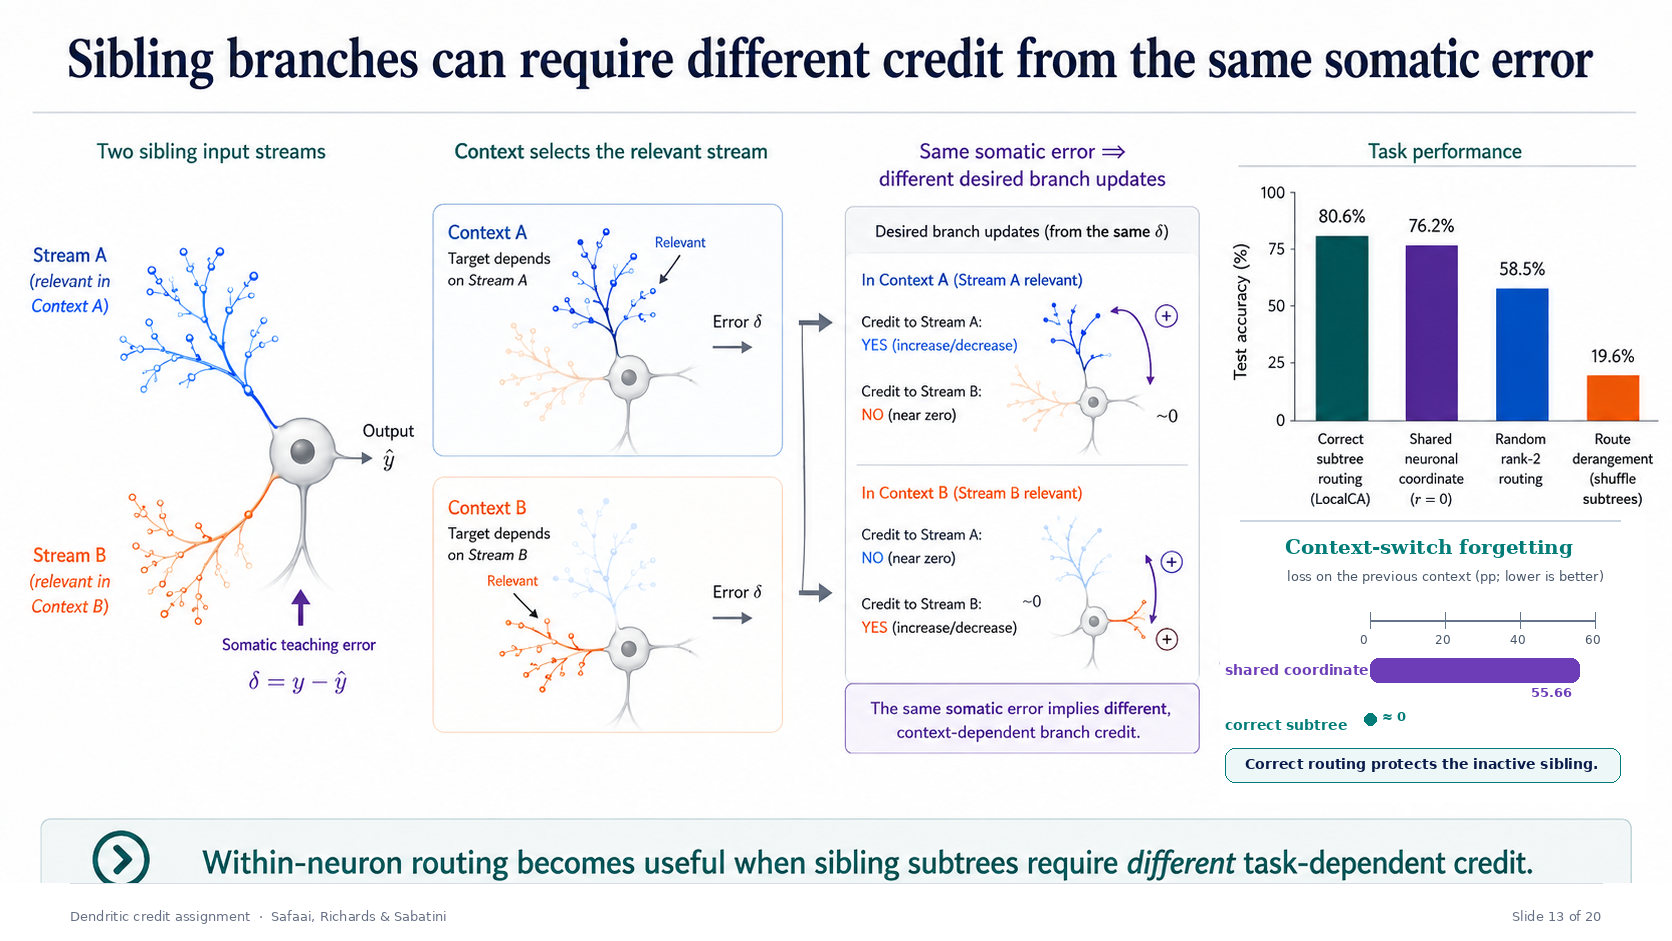 Sibling branches can require different credit from the same somatic error
Two sibling input streams
Stream A
(relevant in
Context A)
Stream B
(relevant in
Context B)
Output
ŷ
Somatic teaching error
δ = y − ŷ
Context selects the relevant stream
Context A
Target depends
on Stream A
Relevant
Error δ
Context B
Target depends
on Stream B
Relevant
Error δ
Same somatic error ⇒
different desired branch updates
Desired branch updates (from the same δ)
In Context A (Stream A relevant)
Credit to Stream A:
YES (increase/decrease)
+
Credit to Stream B:
NO (near zero)
~0
In Context B (Stream B relevant)
Credit to Stream A:
NO (near zero)
+
Credit to Stream B:
YES (increase/decrease)
~0
+
The same somatic error implies different,
context-dependent branch credit.
Task performance
Test accuracy (%)
100
75
50
25
0
80.6%
76.2%
58.5%
19.6%
Correct
subtree
routing
(LocalCA)
Shared
neuronal
coordinate
(r = 0)
Random
rank-2
routing
Route
derangement
(shuffle
subtrees)
Context-switch forgetting
loss on the previous context (pp; lower is better)
0 20 40 60
shared coordinate
55.66
correct subtree
≈ 0
Correct routing protects the inactive sibling.
Within-neuron routing becomes useful when sibling subtrees require different task-dependent credit.
Dendritic credit assignment · Safaai, Richards & Sabatini
Slide 13 of 20